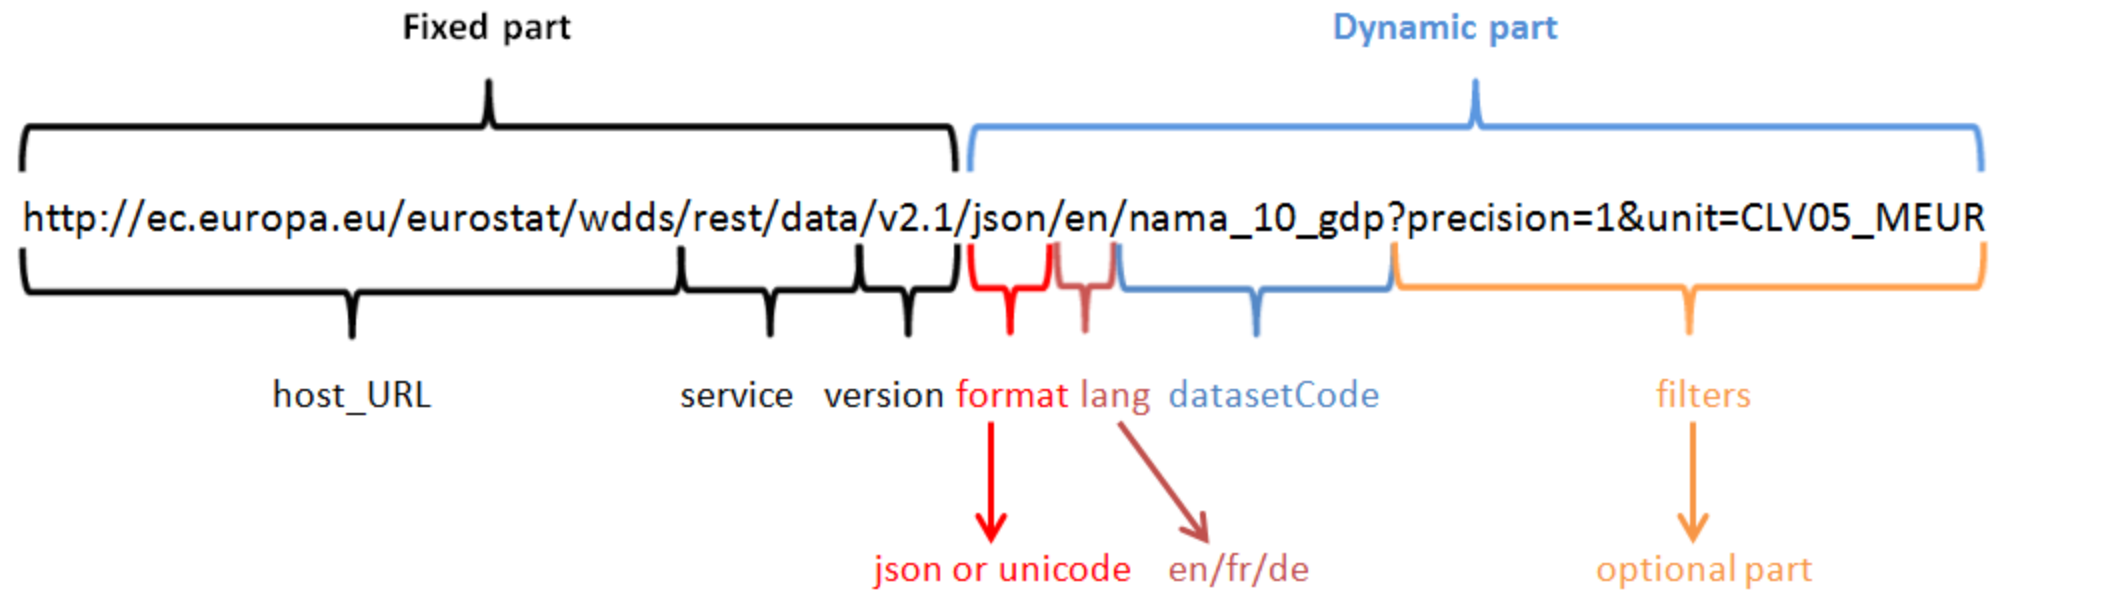 Fixed part Dynamic part
http://ec.europa.eu/eurostat/wdds/rest/data/v2.1/json/en/nama_10_gdp?precision=1&unit=CLV05_MEUR
host_URL service version format lang datasetCode filters
json or unicode en/fr/de optional part